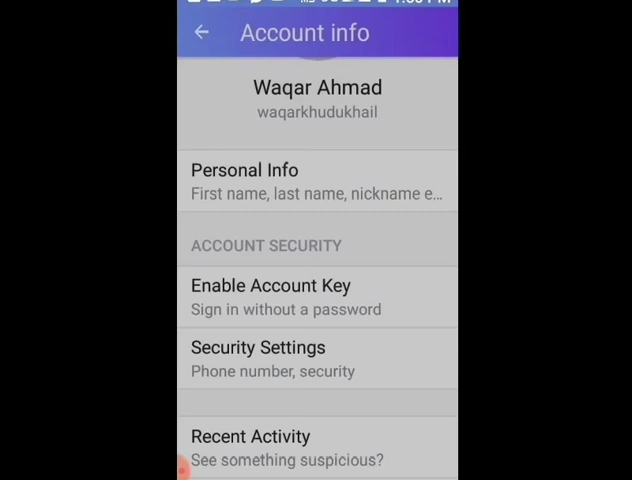 Account info
Waqar Ahmad
waqarkhudukhail
Personal Info
First name, last name, nickname e...
ACCOUNT SECURITY
Enable Account Key
Sign in without a password
Security Settings
Phone number, security
Recent Activity
See something suspicious?